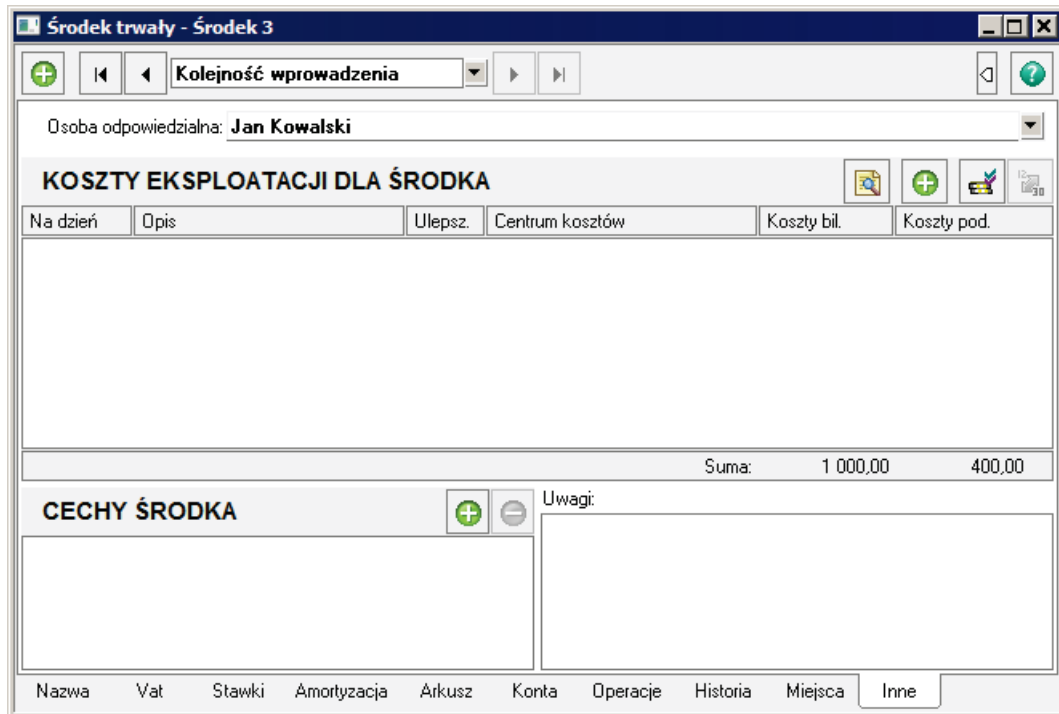 Środek trwały - Środek 3
Kolejność wprowadzenia
Osoba odpowiedzialna: Jan Kowalski
KOSZTY EKSPLOATACJI DLA ŚRODKA
Na dzień Opis Ulepsz. Centrum kosztów Koszty bil. Koszty pod.
Suma: 1 000,00 400,00
CECHY ŚRODKA Uwagi:
Nazwa Vat Stawki Amortyzacja Arkusz Konta Operacje Historia Miejsca Inne